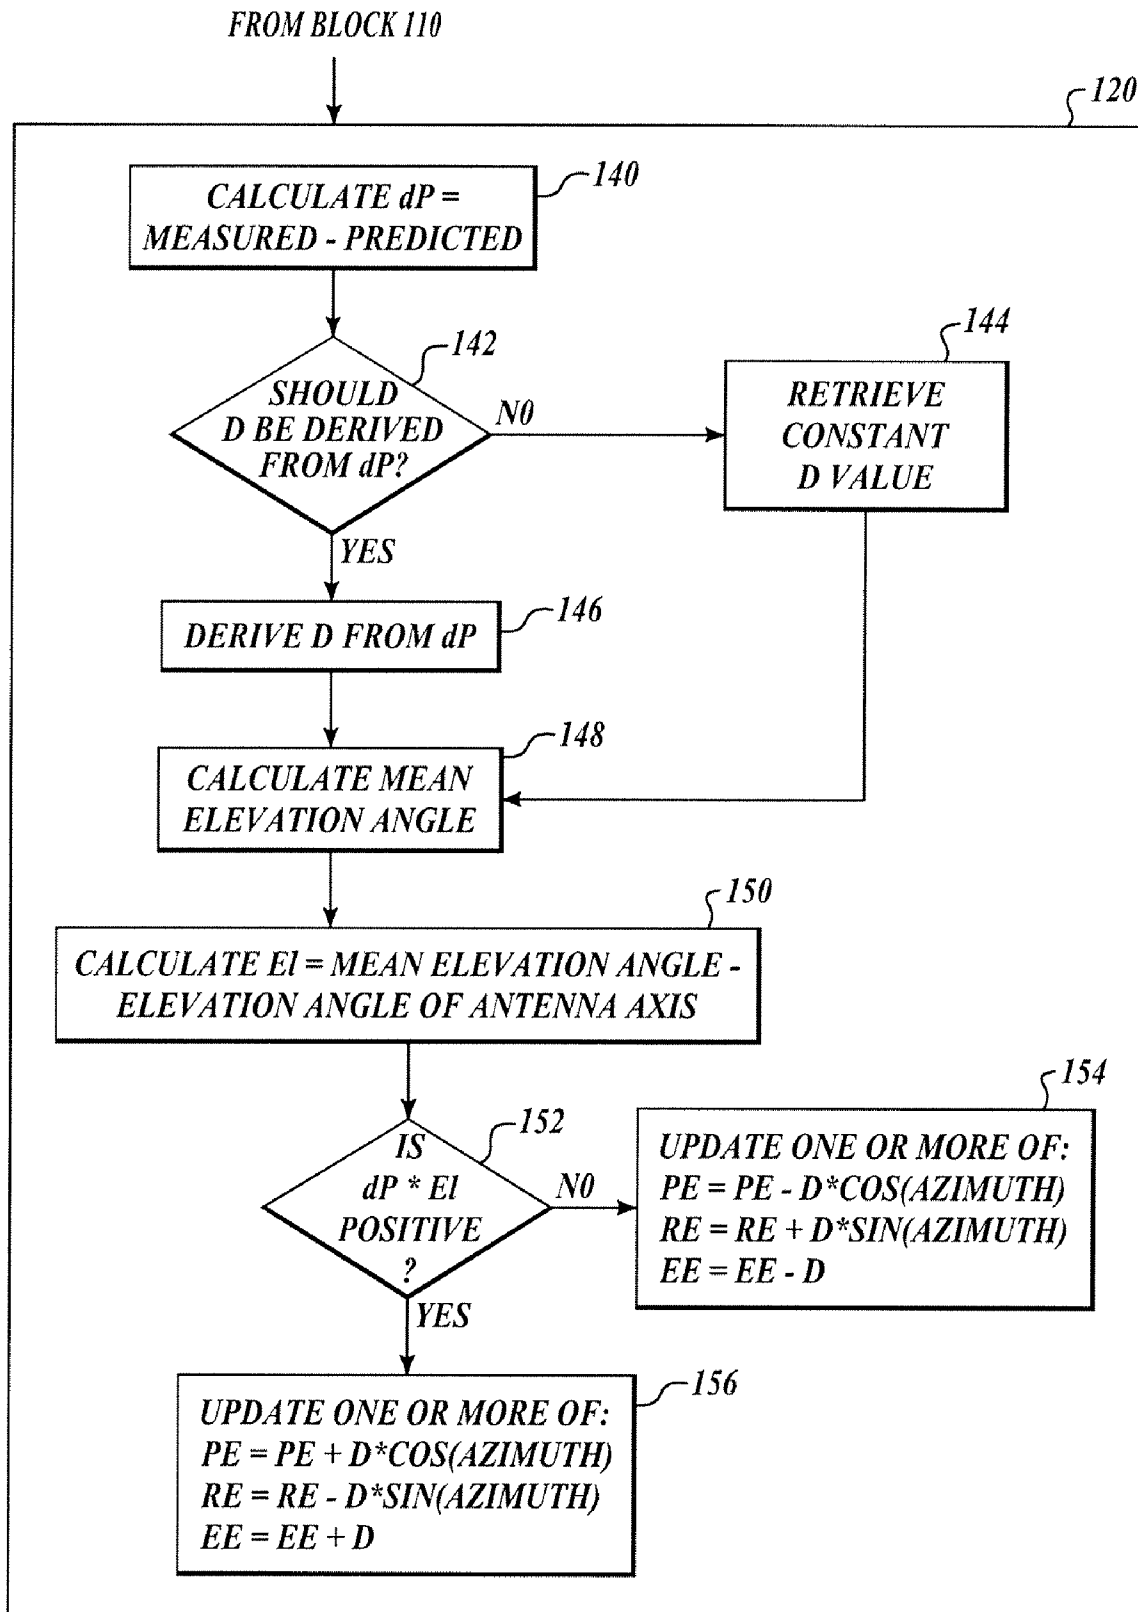 FROM BLOCK 110
120
CALCULATE dP =
MEASURED - PREDICTED
140
142
SHOULD
D BE DERIVED
FROM dP?
NO
144
RETRIEVE
CONSTANT
D VALUE
YES
146
DERIVE D FROM dP
148
CALCULATE MEAN
ELEVATION ANGLE
150
CALCULATE El = MEAN ELEVATION ANGLE -
ELEVATION ANGLE OF ANTENNA AXIS
152
IS
dP * El
POSITIVE
?
NO
154
UPDATE ONE OR MORE OF:
PE = PE - D*COS(AZIMUTH)
RE = RE + D*SIN(AZIMUTH)
EE = EE - D
YES
156
UPDATE ONE OR MORE OF:
PE = PE + D*COS(AZIMUTH)
RE = RE - D*SIN(AZIMUTH)
EE = EE + D